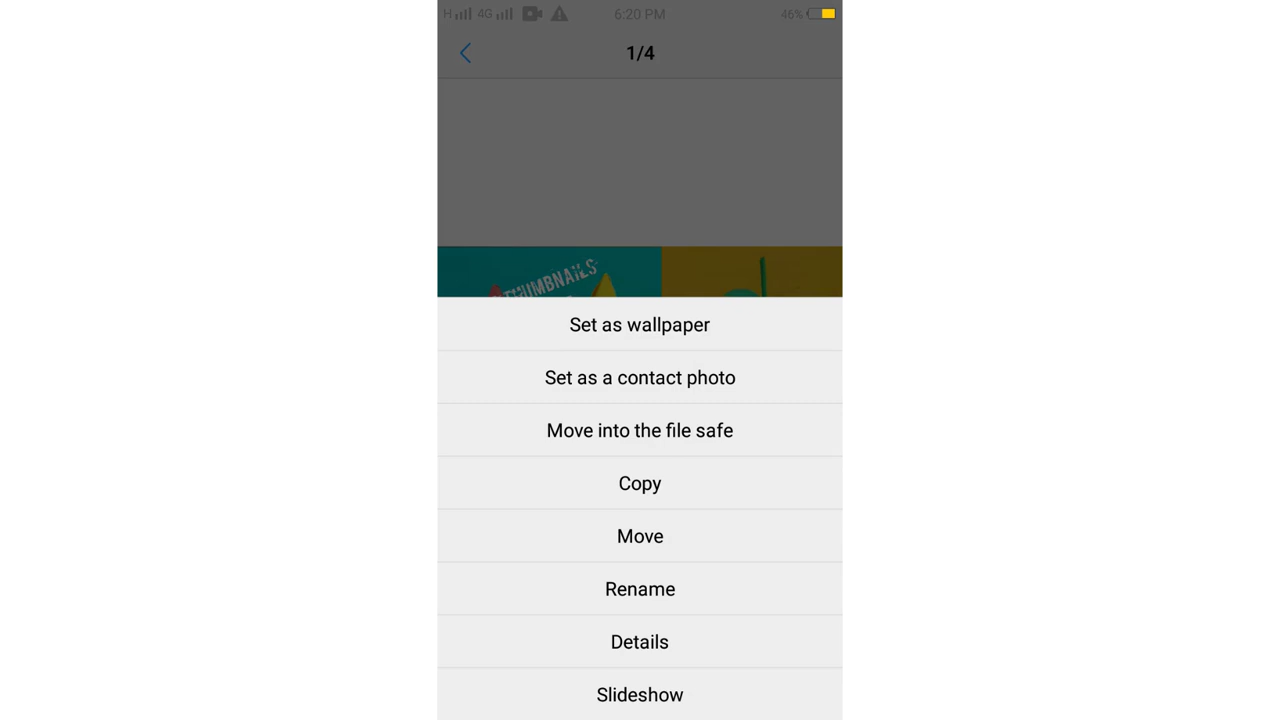 H 4G 6:20 PM 46%
1/4
THUMBNAILS
Set as wallpaper
Set as a contact photo
Move into the file safe
Copy
Move
Rename
Details
Slideshow